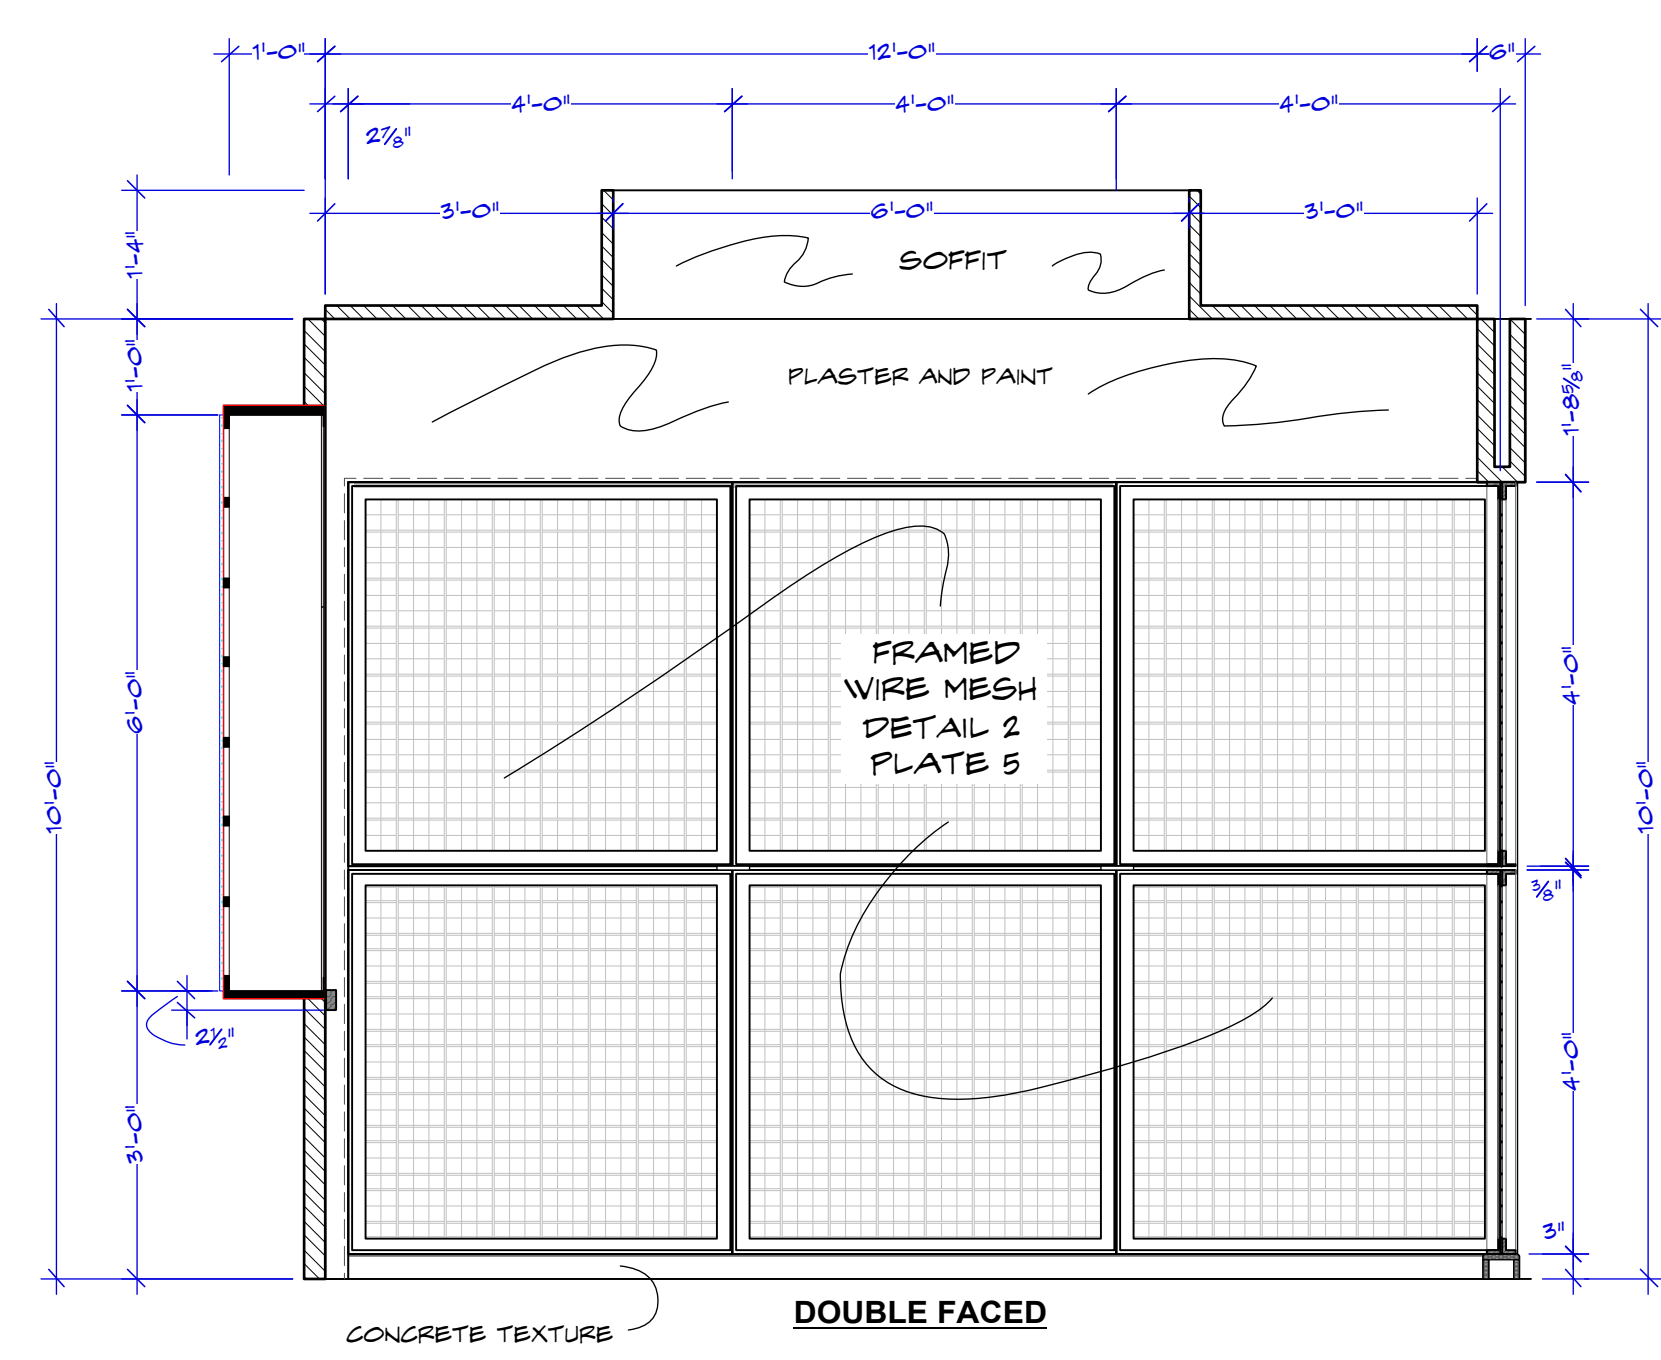 1'-0" 12'-0" 6"
4'-0" 4'-0" 4'-0"
2⅞"
3'-0" 6'-0" 3'-0"
1'-4"
SOFFIT
1'-0"
PLASTER AND PAINT
1'-8⅝"
FRAMED
WIRE MESH
DETAIL 2
PLATE 5
6'-0"
4'-0"
10'-0"
10'-0"
⅜"
2½"
4'-0"
3'-0"
3"
DOUBLE FACED
CONCRETE TEXTURE